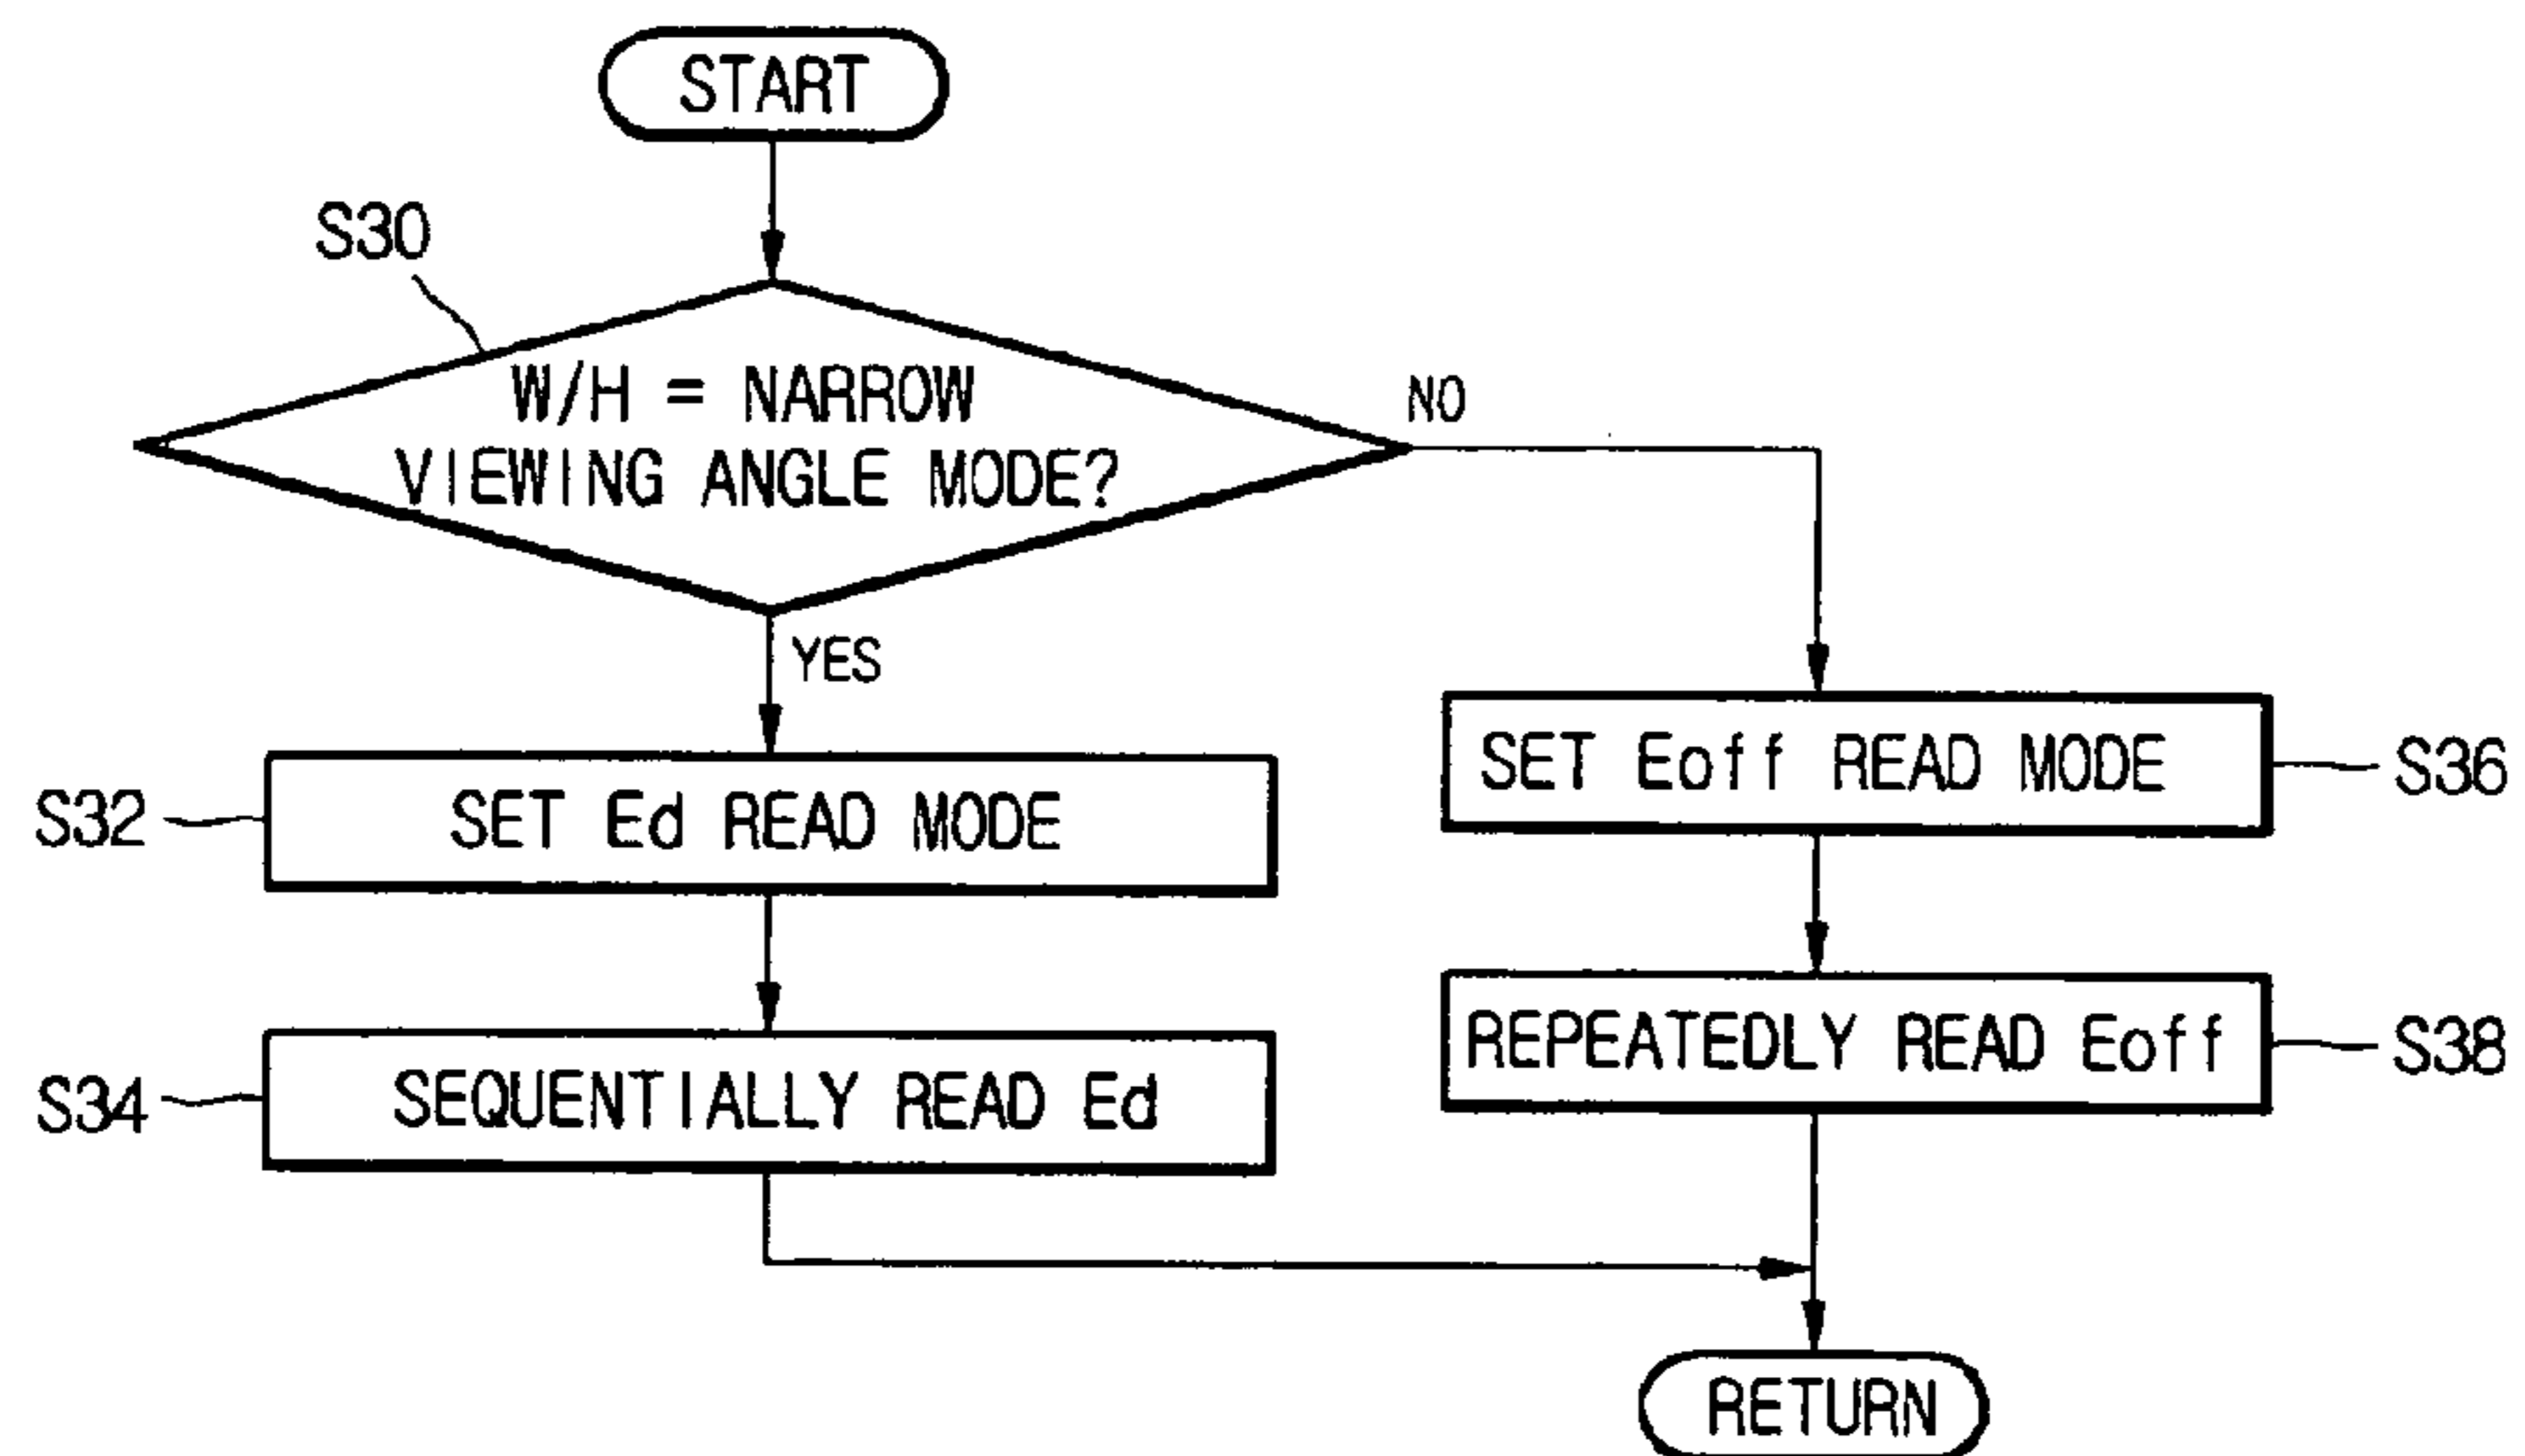 START
S30
W/H = NARROW
VIEWING ANGLE MODE?
NO
YES
S32
SET Ed READ MODE
SET Eoff READ MODE
S36
S34
SEQUENTIALLY READ Ed
REPEATEDLY READ Eoff
S38
RETURN